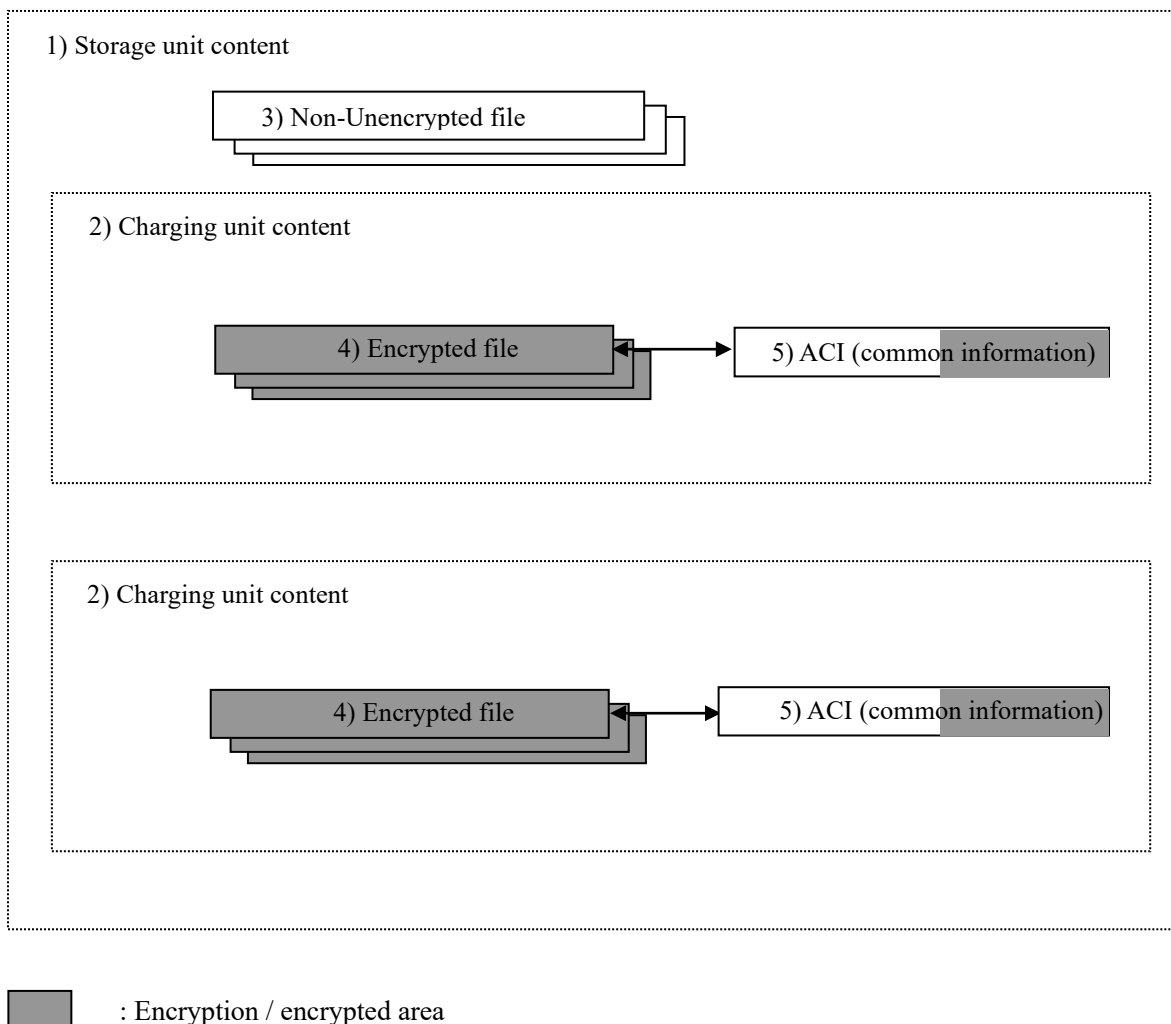 1) Storage unit content
3) Non-Unencrypted file
2) Charging unit content
4) Encrypted file
5) ACI (common information)
2) Charging unit content
4) Encrypted file
5) ACI (common information)
: Encryption / encrypted area